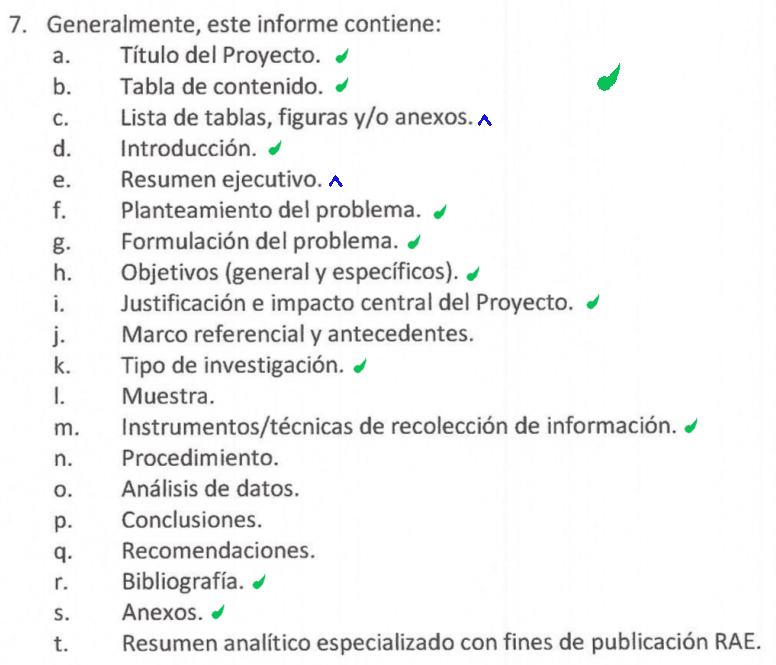 7. Generalmente, este informe contiene:
a. Título del Proyecto.
b. Tabla de contenido.
c. Lista de tablas, figuras y/o anexos.
d. Introducción.
e. Resumen ejecutivo.
f. Planteamiento del problema.
g. Formulación del problema.
h. Objetivos (general y específicos).
i. Justificación e impacto central del Proyecto.
j. Marco referencial y antecedentes.
k. Tipo de investigación.
l. Muestra.
m. Instrumentos/técnicas de recolección de información.
n. Procedimiento.
o. Análisis de datos.
p. Conclusiones.
q. Recomendaciones.
r. Bibliografía.
s. Anexos.
t. Resumen analítico especializado con fines de publicación RAE.